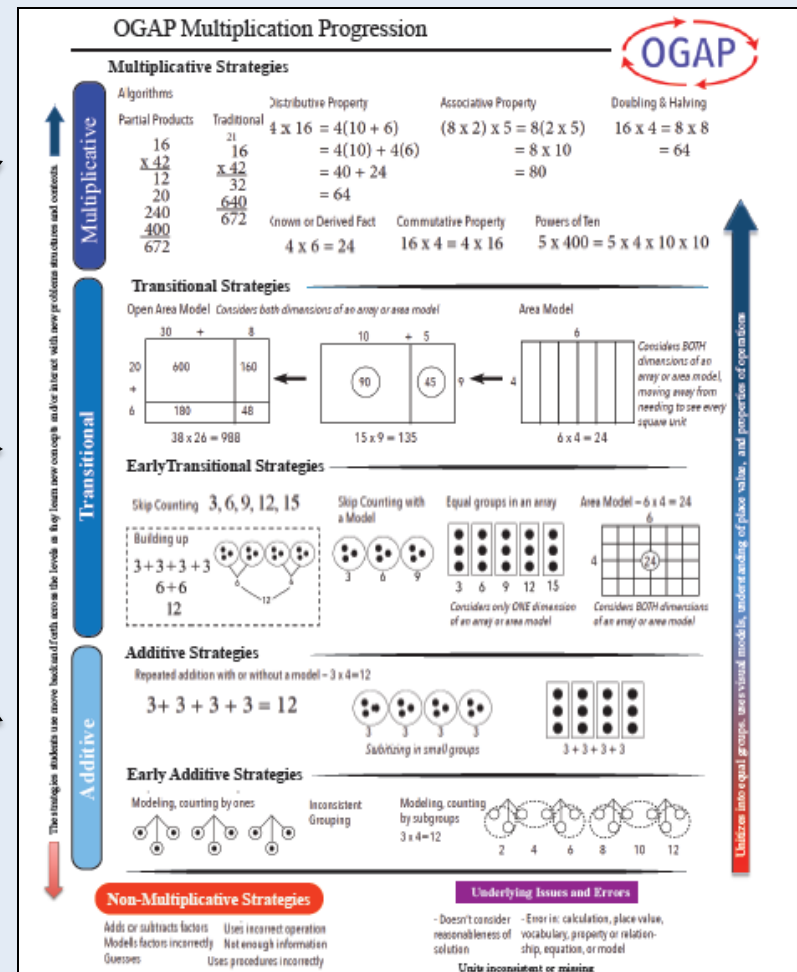 OGAP Multiplication Progression
OGAP
Multiplicative Strategies
Multiplicative
Algorithms
Partial Products
16
x 42
12
20
240
400
672
Traditional
21
16
x 42
32
640
672
Distributive Property
4 x 16 = 4(10 + 6)
= 4(10) + 4(6)
= 40 + 24
= 64
Associative Property
(8 x 2) x 5 = 8(2 x 5)
= 8 x 10
= 80
Doubling & Halving
16 x 4 = 8 x 8
= 64
Known or Derived Fact
4 x 6 = 24
Commutative Property
16 x 4 = 4 x 16
Powers of Ten
5 x 400 = 5 x 4 x 10 x 10
Transitional Strategies
Transitional
Open Area Model Considers both dimensions of an array or area model
30 + 8
20
+
6
600
160
180
48
38 x 26 = 988
10 + 5
90
45
9
15 x 9 = 135
Area Model
6
4
6 x 4 = 24
Considers BOTH
dimensions of an
array or area model,
moving away from
needing to see every
square unit
Early Transitional Strategies
Skip Counting 3, 6, 9, 12, 15
Building up
3+3+3+3
6+6
12
6 6
12
Skip Counting with
a Model
3 6 9
Equal groups in an array
3 6 9 12 15
Considers only ONE dimension
of an array or area model
Area Model – 6 x 4 = 24
6
4
24
Considers BOTH dimensions
of an array or area model
Additive Strategies
Additive
Repeated addition with or without a model – 3 x 4=12
3+ 3 + 3 + 3 = 12
3 3 3 3
Subitizing in small groups
3 + 3 + 3 + 3
Early Additive Strategies
Modeling, counting by ones
Inconsistent
Grouping
Modeling, counting
by subgroups
3 x 4=12
2 4 6 8 10 12
Non-Multiplicative Strategies
Adds or subtracts factors Uses incorrect operation
Models factors incorrectly Not enough information
Guesses Uses procedures incorrectly
Underlying Issues and Errors
- Doesn't consider
reasonableness of
solution
- Error in: calculation, place value,
vocabulary, property or relation-
ship, equation, or model
Units inconsistent or missing
The strategies students use move back and forth across the levels as they learn new concepts and/or interact with new problems structures and contexts.
Unitizes into equal groups, uses visual models, understanding of place value, and properties of operations